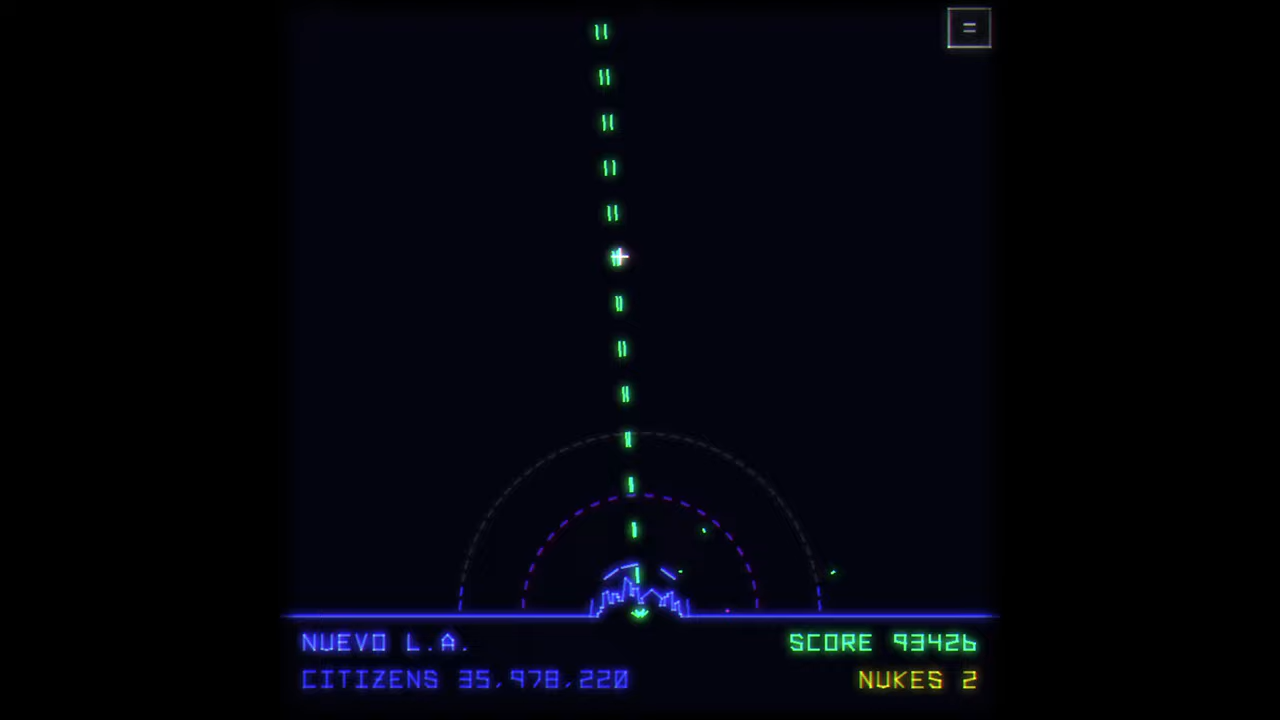 =
NUEVO L.A.
SCORE 93426
CITIZENS 35,978,220
NUKES 2